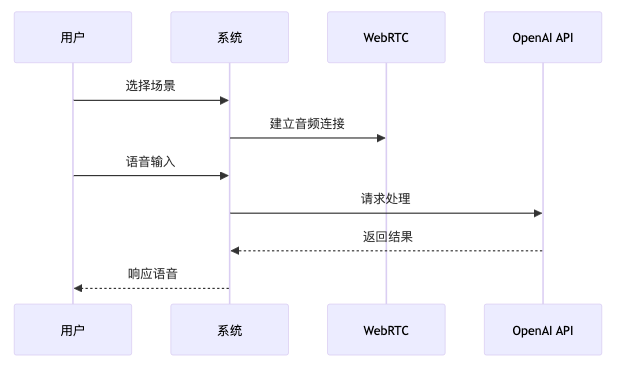 用户
系统
WebRTC
OpenAI API
选择场景
建立音频连接
语音输入
请求处理
返回结果
响应语音
用户
系统
WebRTC
OpenAI API